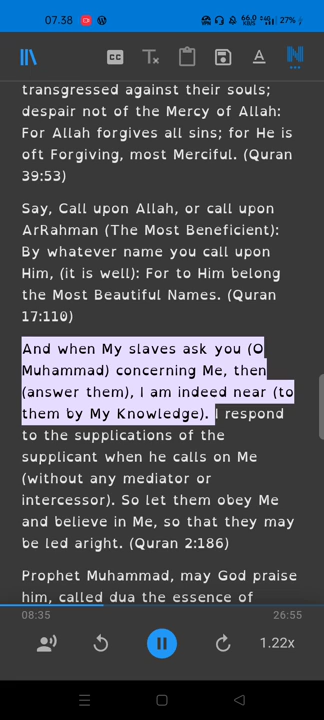 07.38
66.0
27%
CC
transgressed against their souls;
despair not of the Mercy of Allah:
For Allah forgives all sins; for He is
oft Forgiving, most Merciful. (Quran
39:53)
Say, Call upon Allah, or call upon
ArRahman (The Most Beneficient):
By whatever name you call upon
Him, (it is well): For to Him belong
the Most Beautiful Names. (Quran
17:110)
And when My slaves ask you (O
Muhammad) concerning Me, then
(answer them), I am indeed near (to
them by My Knowledge). I respond
to the supplications of the
supplicant when he calls on Me
(without any mediator or
intercessor). So let them obey Me
and believe in Me, so that they may
be led aright. (Quran 2:186)
Prophet Muhammad, may God praise
him, called dua the essence of
08:35
26:55
1.22x